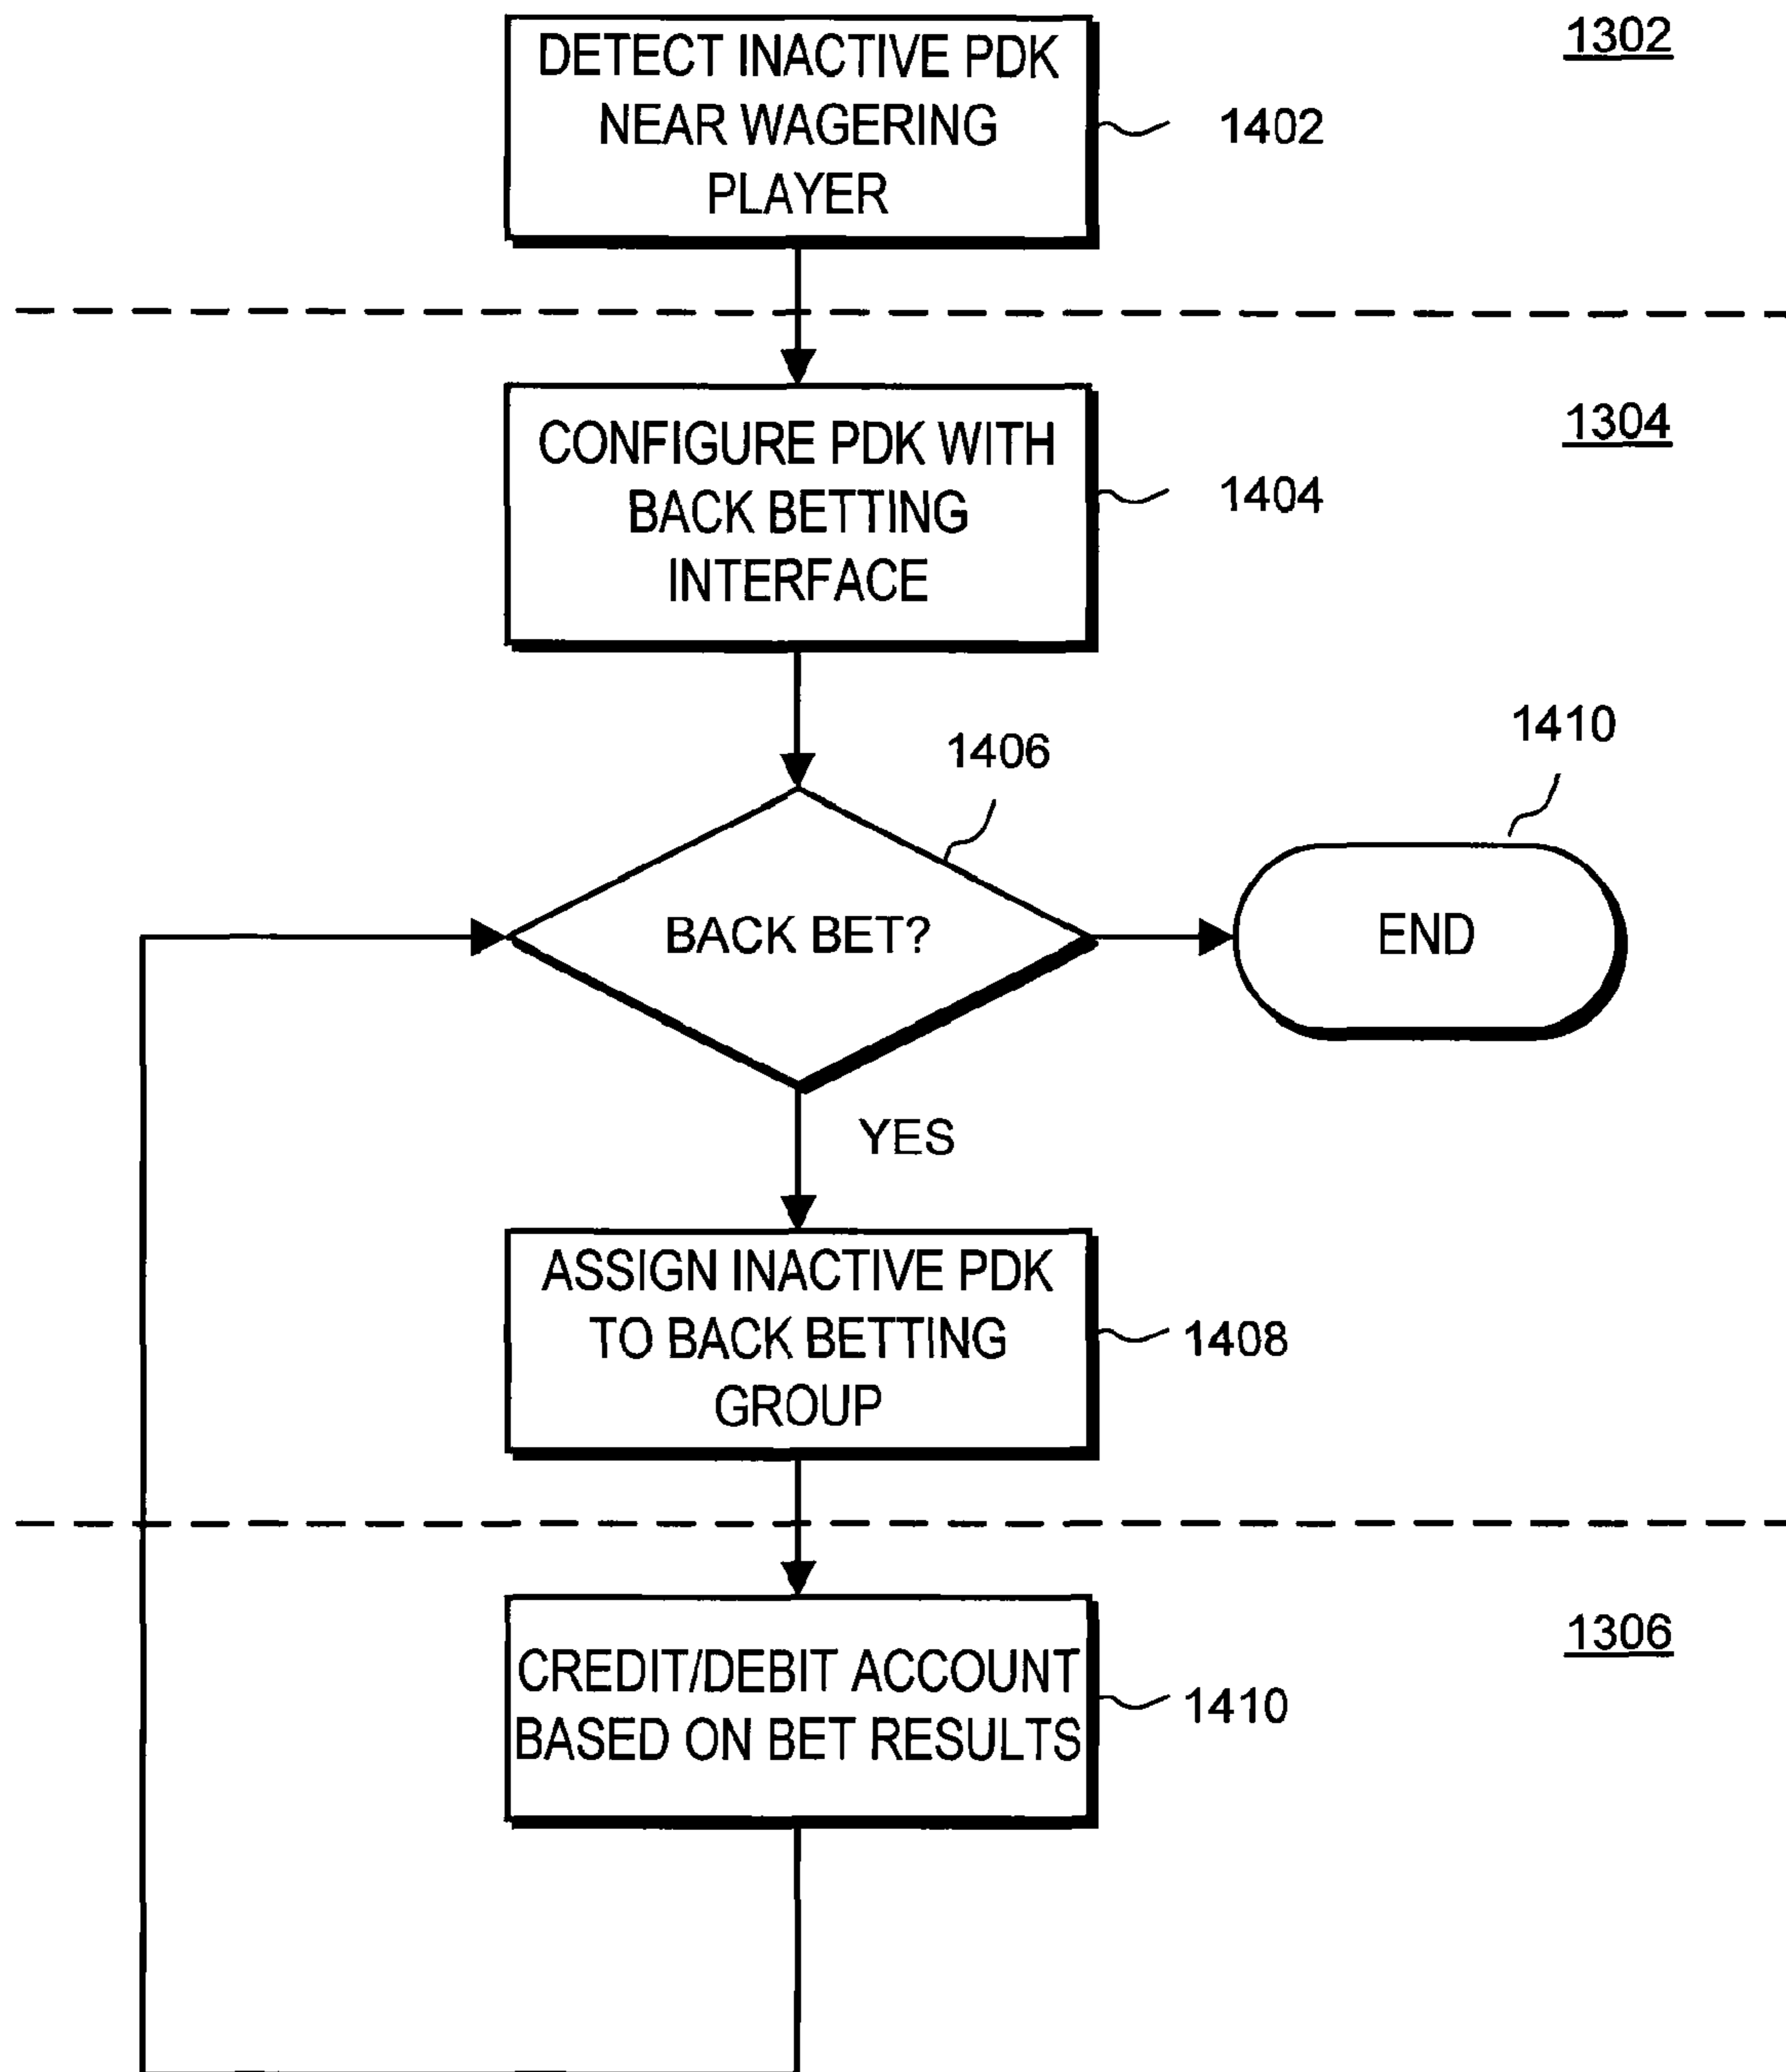 1302
DETECT INACTIVE PDK
NEAR WAGERING
PLAYER
1402
1304
CONFIGURE PDK WITH
BACK BETTING
INTERFACE
1404
1406
1410
BACK BET?
END
YES
ASSIGN INACTIVE PDK
TO BACK BETTING
GROUP
1408
1306
CREDIT/DEBIT ACCOUNT
BASED ON BET RESULTS
1410